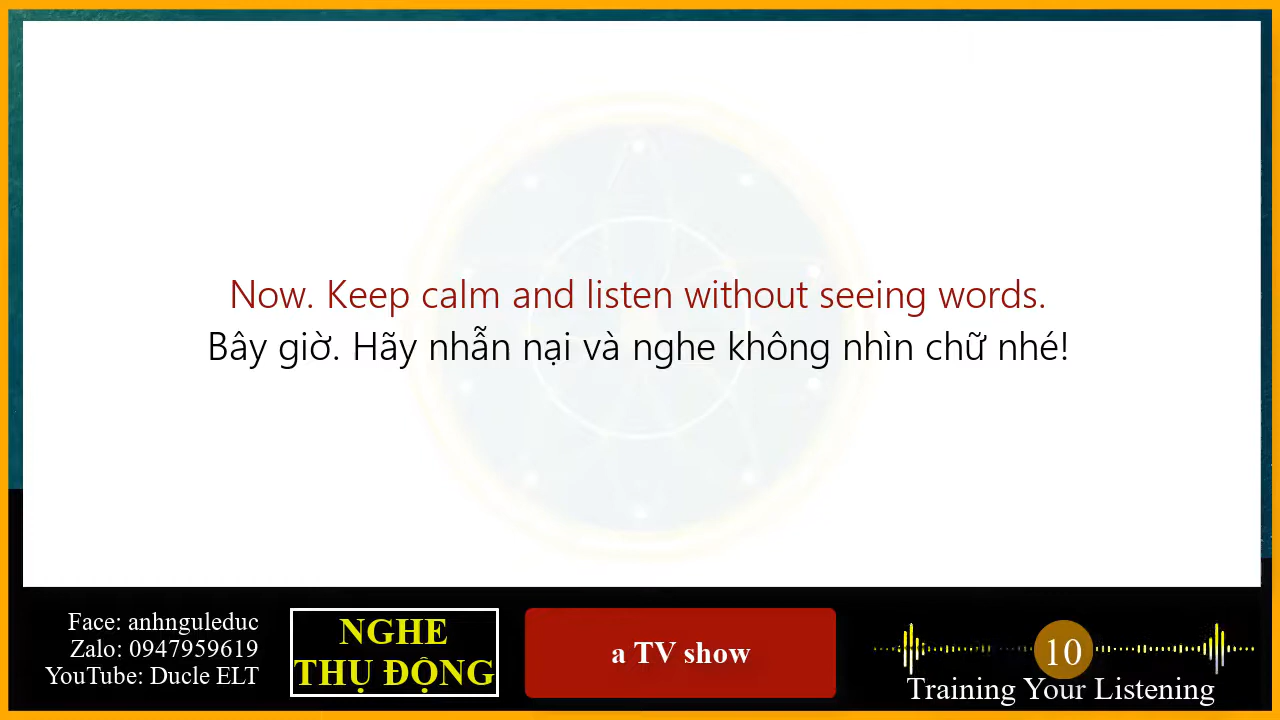 Now. Keep calm and listen without seeing words.
Bây giờ. Hãy nhẫn nại và nghe không nhìn chữ nhé!
Face: anhnguleduc
Zalo: 0947959619
YouTube: Ducle ELT
NGHE
THỤ ĐỘNG
a TV show
10
Training Your Listening